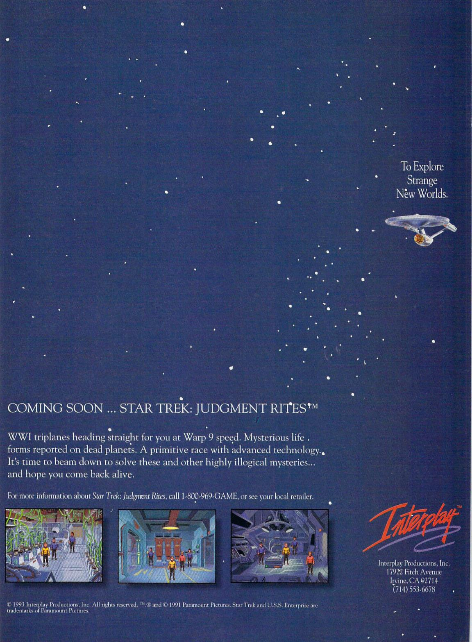 To Explore
Strange
New Worlds.
COMING SOON ... STAR TREK: JUDGMENT RITES™
WWI triplanes heading straight for you at Warp 9 speed. Mysterious life
forms reported on dead planets. A primitive race with advanced technology.
It's time to beam down to solve these and other highly illogical mysteries...
and hope you come back alive.
For more information about Star Trek: Judgment Rites, call 1-800-969-GAME, or see your local retailer.
Interplay™
Interplay Productions, Inc.
17922 Fitch Avenue
Irvine, CA 92714
(714) 553-6678
© 1993 Interplay Productions, Inc. All rights reserved. ™ ® and © 1991 Paramount Pictures. Star Trek and U.S.S. Enterprise are
trademarks of Paramount Pictures.